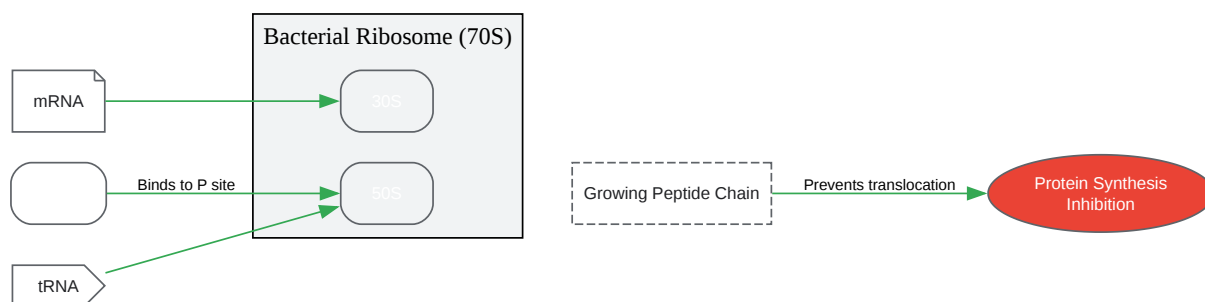 Bacterial Ribosome (70S)
mRNA
30S
Binds to P site
50S
Growing Peptide Chain
Prevents translocation
Protein Synthesis
Inhibition
tRNA